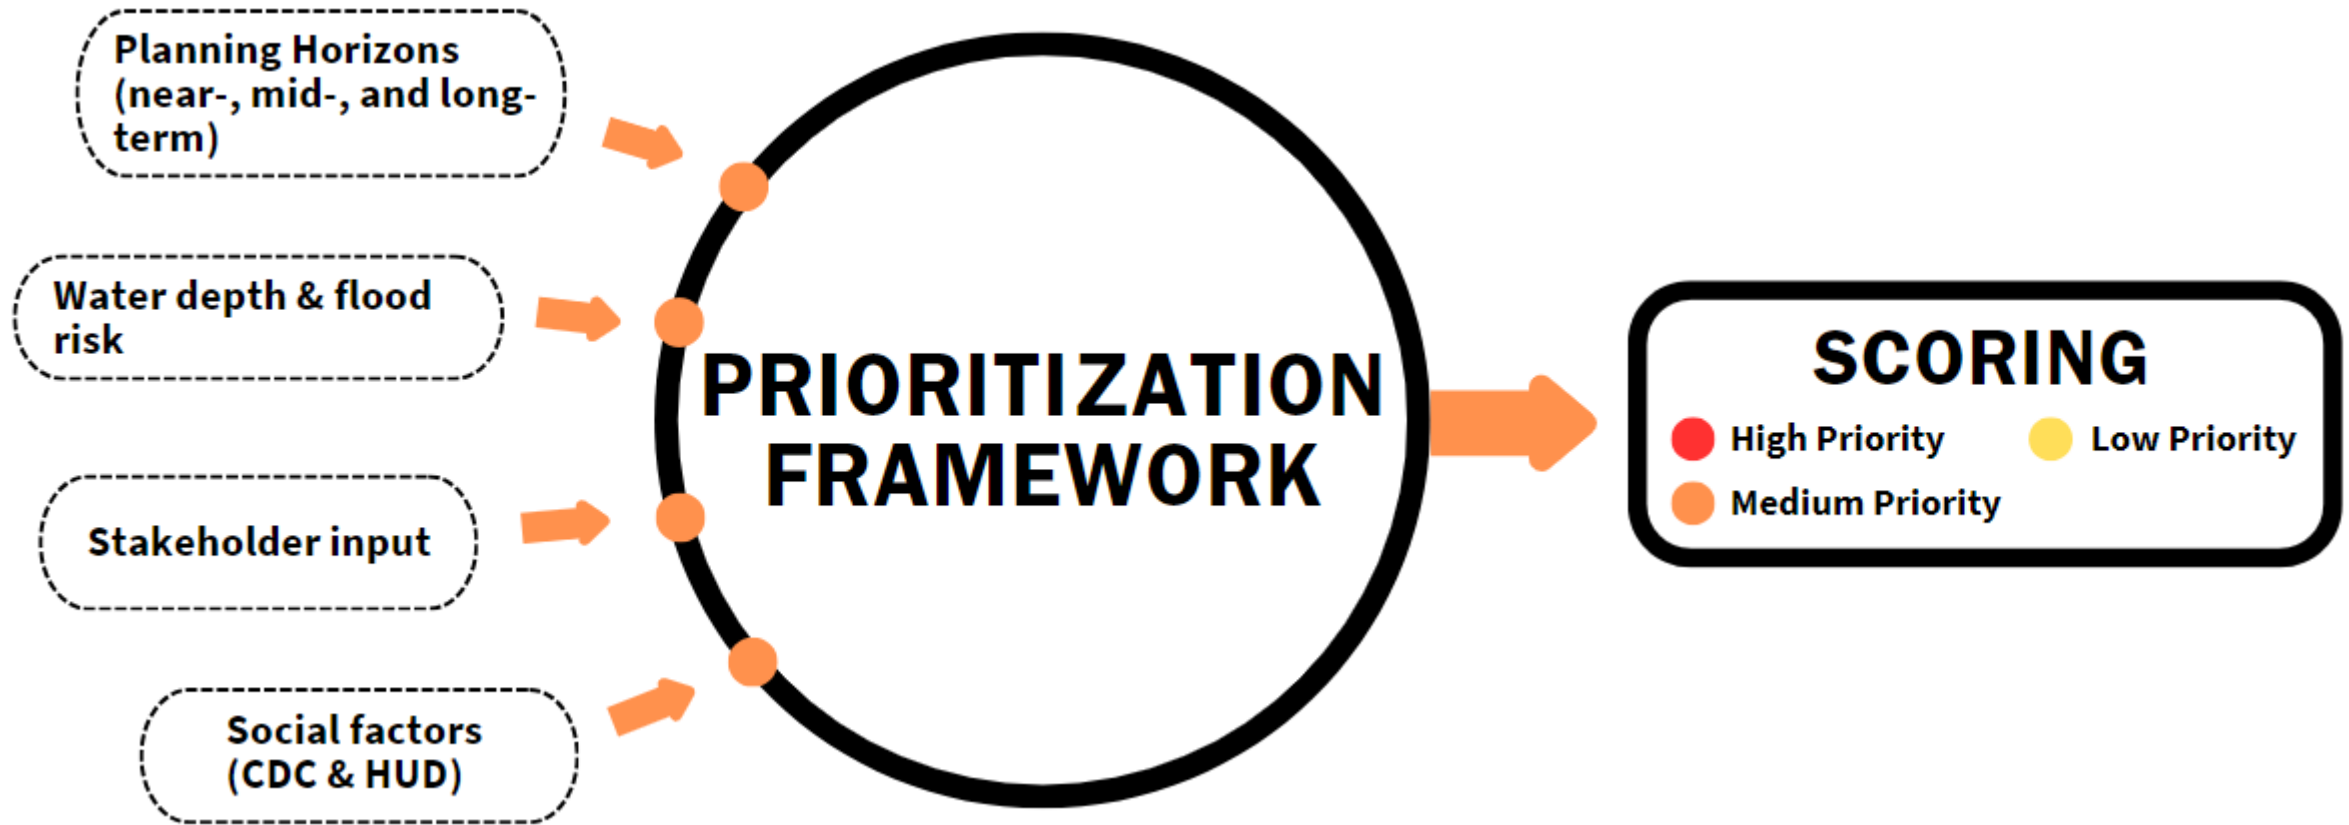 Planning Horizons
(near-, mid-, and long-
term)
Water depth & flood
risk
Stakeholder input
Social factors
(CDC & HUD)
PRIORITIZATION
FRAMEWORK
SCORING
High Priority
Low Priority
Medium Priority